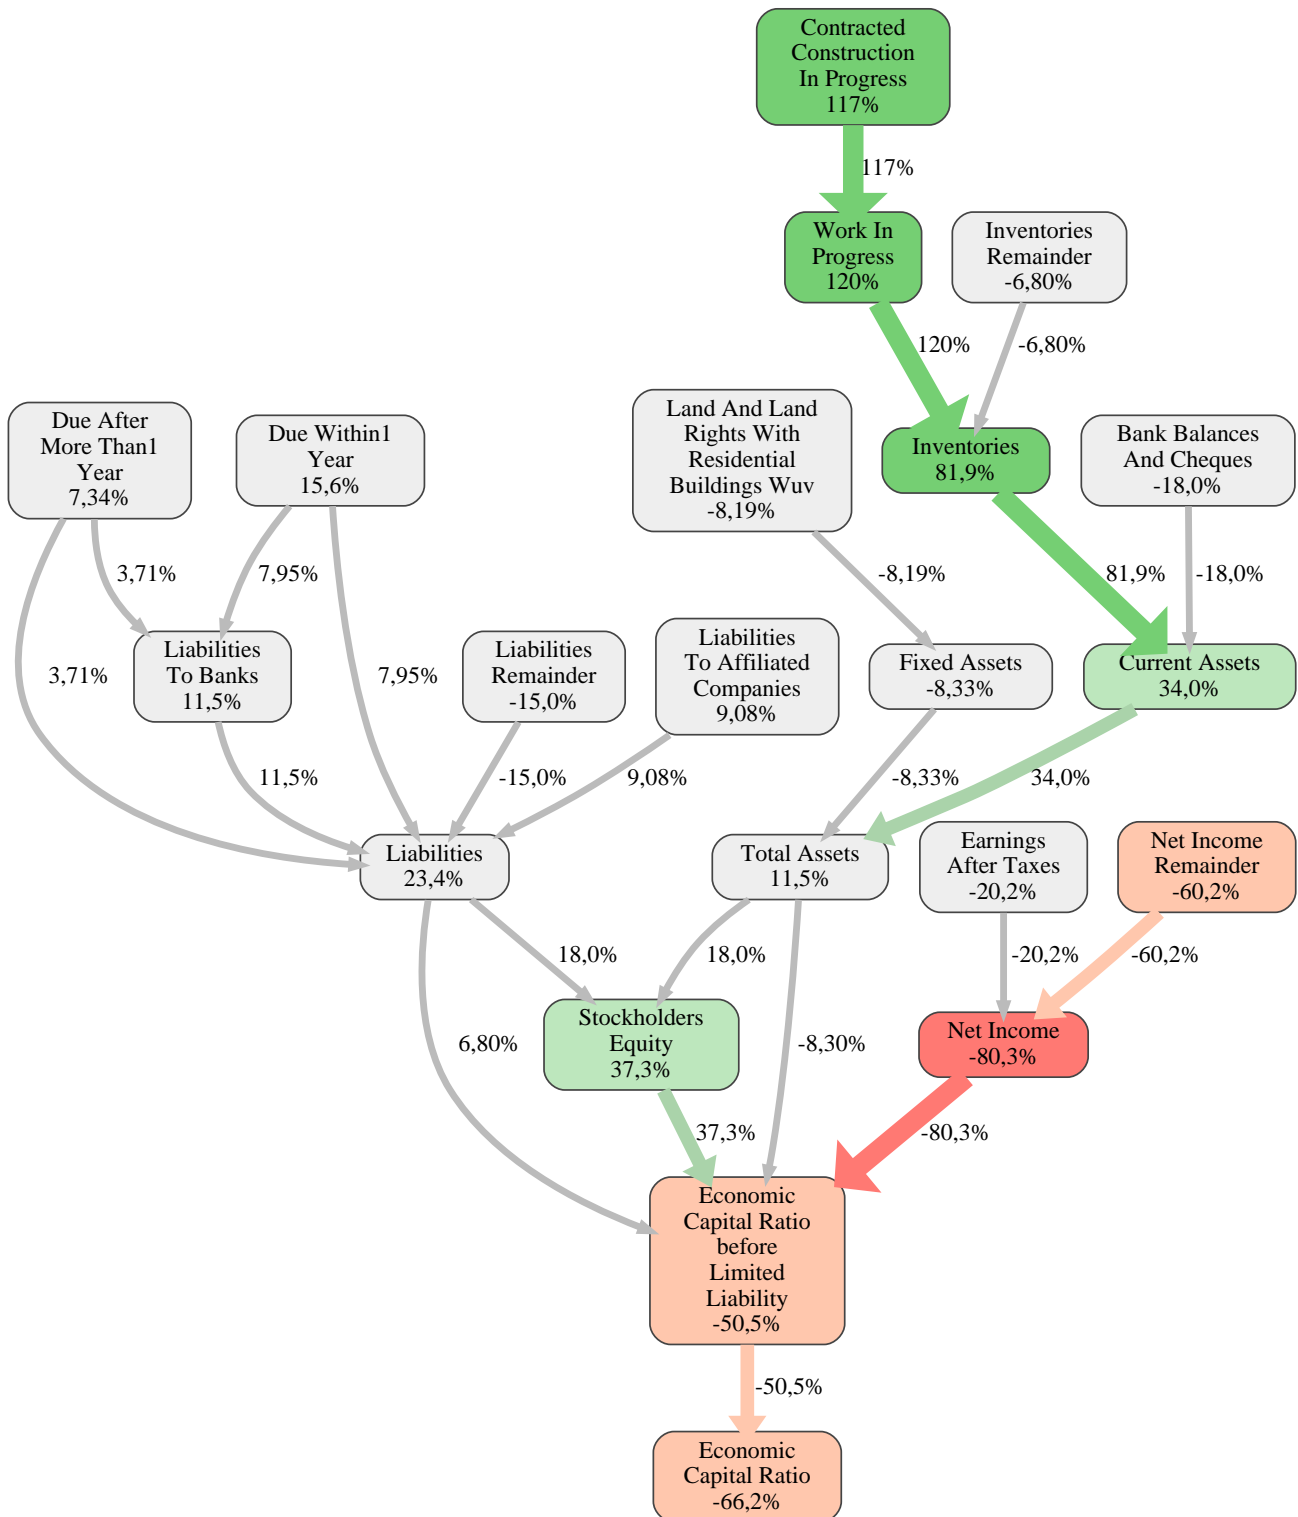 Contracted
Construction
In Progress
117%
117%
Work In
Progress
120%
Inventories
Remainder
-6,80%
120%
-6,80%
Due After
More Than1
Year
7,34%
Due Within1
Year
15,6%
Land And Land
Rights With
Residential
Buildings Wuv
-8,19%
Inventories
81,9%
Bank Balances
And Cheques
-18,0%
3,71%
7,95%
-8,19%
81,9%
-18,0%
3,71%
Liabilities
To Banks
11,5%
7,95%
Liabilities
Remainder
-15,0%
Liabilities
To Affiliated
Companies
9,08%
Fixed Assets
-8,33%
Current Assets
34,0%
11,5%
-15,0%
9,08%
-8,33%
34,0%
Liabilities
23,4%
Total Assets
11,5%
Earnings
After Taxes
-20,2%
Net Income
Remainder
-60,2%
18,0%
18,0%
-20,2%
-60,2%
6,80%
Stockholders
Equity
37,3%
-8,30%
Net Income
-80,3%
37,3%
-80,3%
Economic
Capital Ratio
before
Limited
Liability
-50,5%
-50,5%
Economic
Capital Ratio
-66,2%